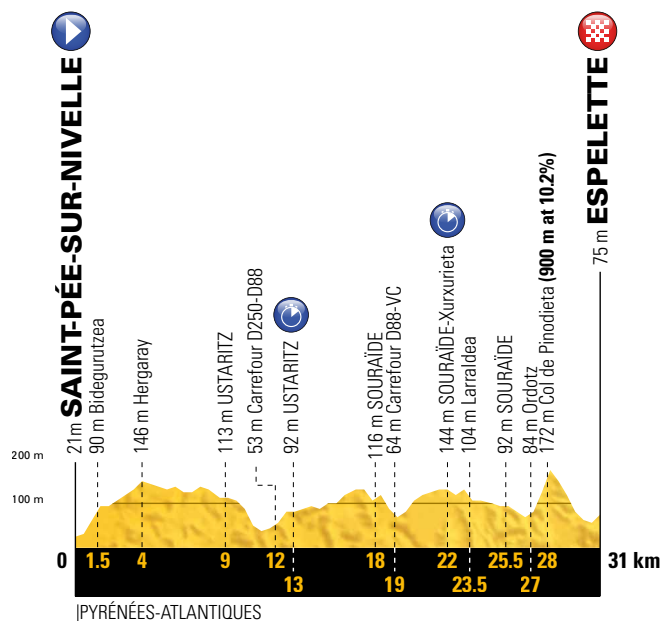 SAINT-PÉE-SUR-NIVELLE
21m
90 m Bidegurutzea
146 m Hergaray
113 m USTARITZ
53 m Carrefour D250-D88
92 m USTARITZ
116 m SOURAÏDE
64 m Carrefour D88-VC
144 m SOURAÏDE-Xurxurieta
104 m Larraldea
92 m SOURAÏDE
84 m Ordotz
172 m Col de Pinodieta (900 m at 10.2%)
ESPELETTE
75 m
200 m
100 m
0 1.5 4 9 12 18 22 25.5 28 31 km
13 19 23.5 27
|PYRÉNÉES-ATLANTIQUES